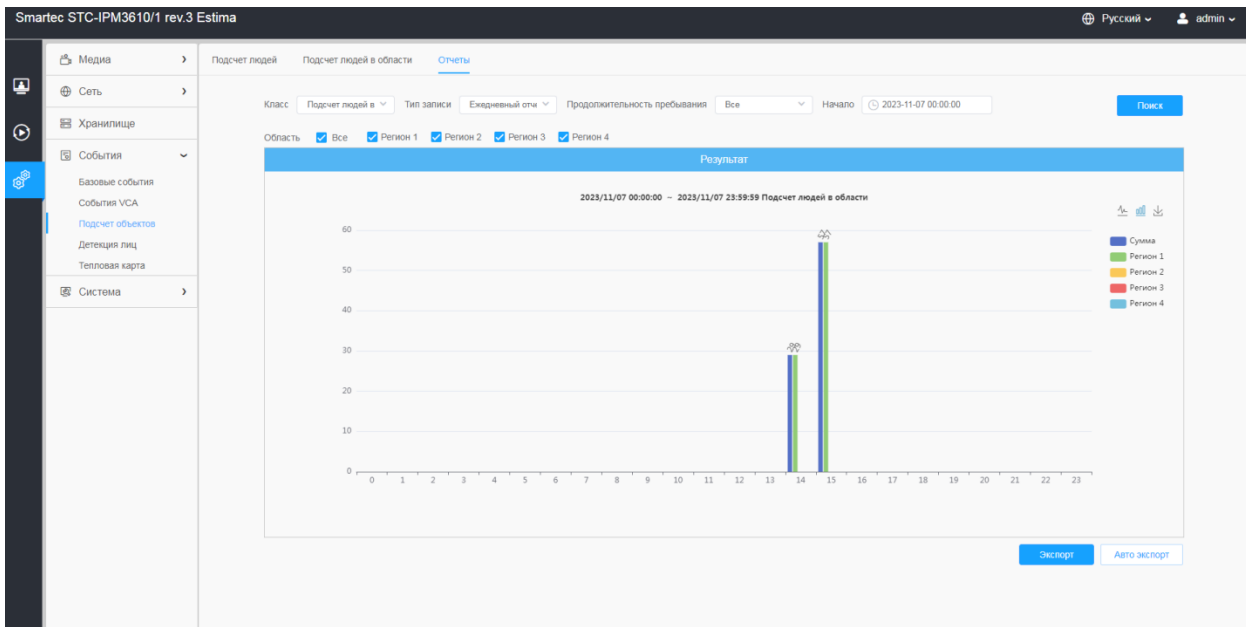 Smartec STC-IPM3610/1 rev.3 Estima Русский admin
Медиа
Сеть
Хранилище
События
Базовые события
События VCA
Подсчет объектов
Детекция лиц
Тепловая карта
Система
Подсчет людей Подсчет людей в области Отчеты
Класс Подсчет людей в Тип записи Ежедневный отче Продолжительность пребывания Все Начало 2023-11-07 00:00:00 Поиск
Область Все Регион 1 Регион 2 Регион 3 Регион 4
Результат
2023/11/07 00:00:00 ~ 2023/11/07 23:59:59 Подсчет людей в области
Сумма
Регион 1
Регион 2
Регион 3
Регион 4
60
50
40
30
20
10
0
0 1 2 3 4 5 6 7 8 9 10 11 12 13 14 15 16 17 18 19 20 21 22 23
Экспорт Авто экспорт